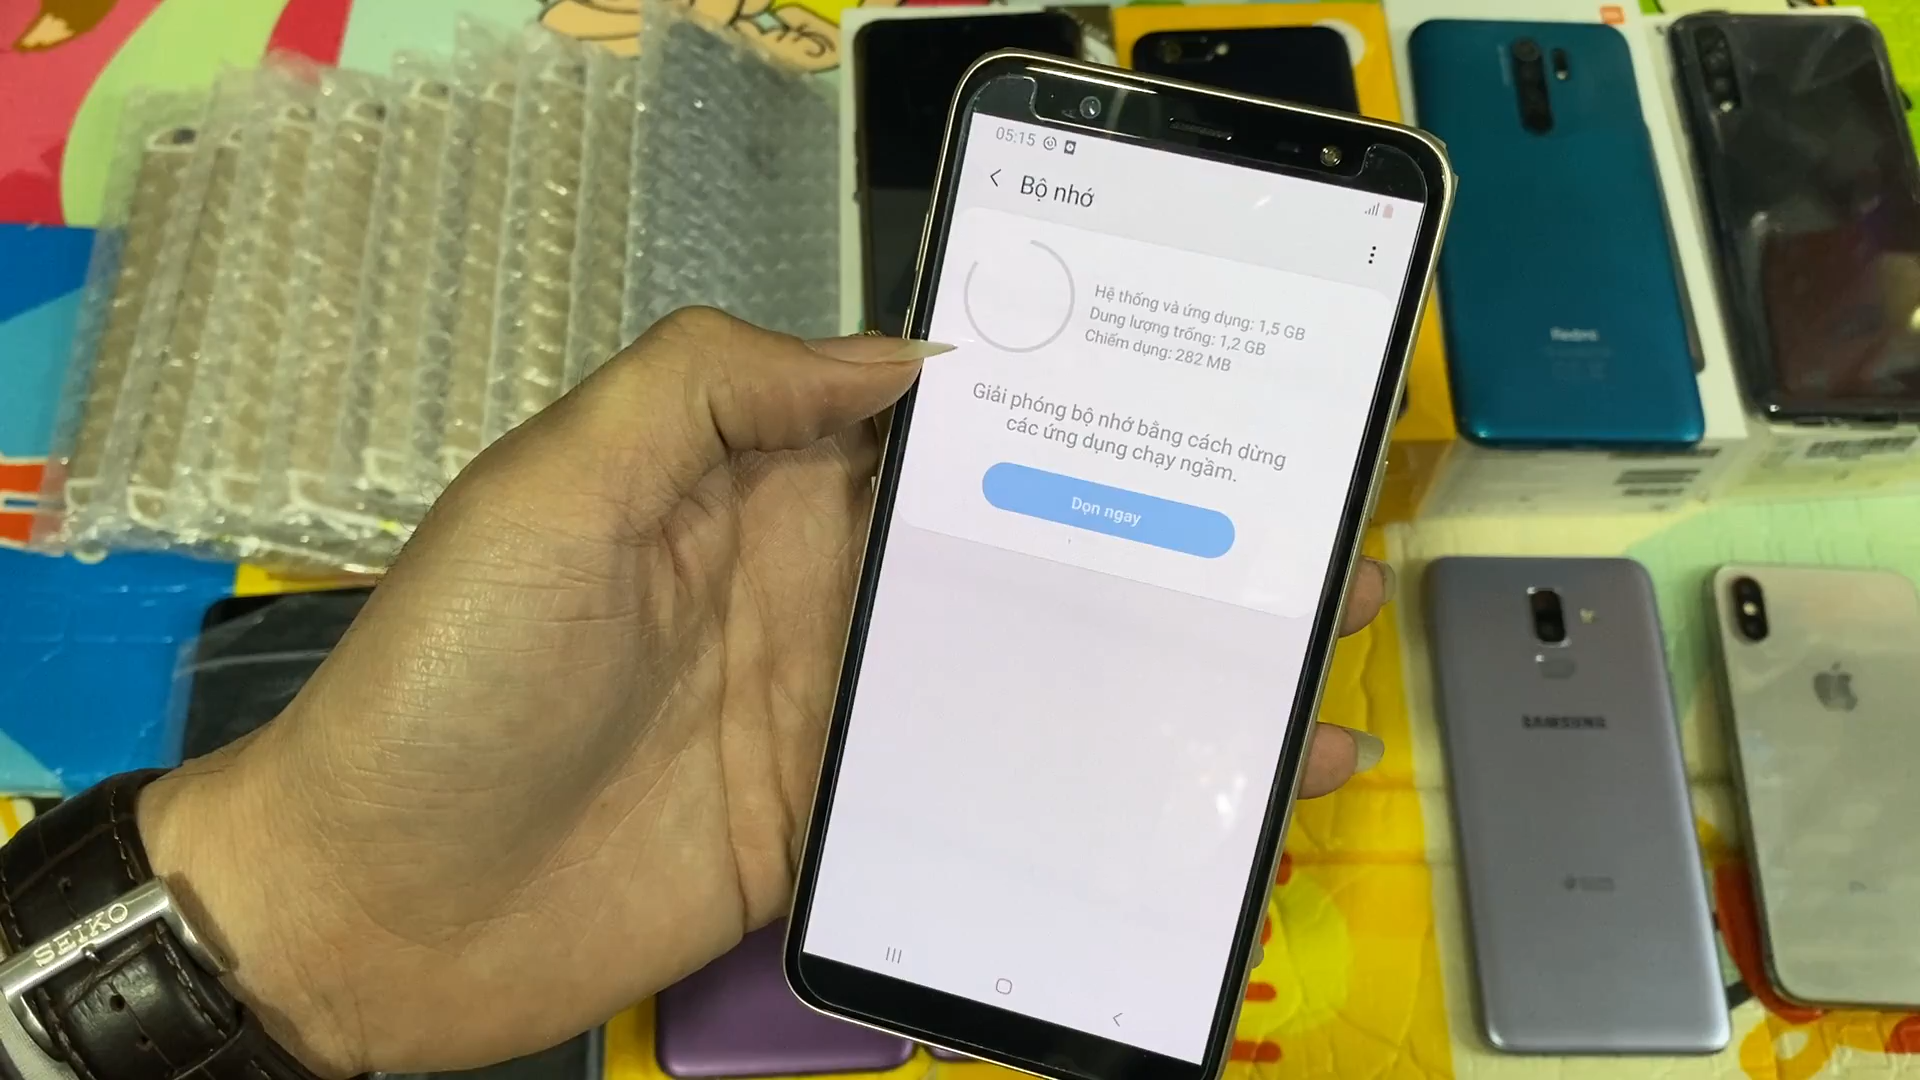 05:15
Bộ nhớ
Hệ thống và ứng dụng: 1,5 GB
Dung lượng trống: 1,2 GB
Chiếm dụng: 282 MB
Giải phóng bộ nhớ bằng cách dừng
các ứng dụng chạy ngầm.
Dọn ngay
Redmi
SAMSUNG
SEIKO